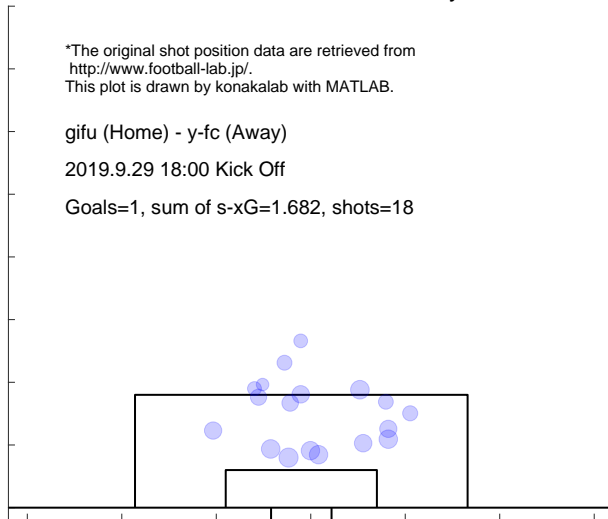 *The original shot position data are retrieved from
http://www.football-lab.jp/.
This plot is drawn by konakalab with MATLAB.
gifu (Home) - y-fc (Away)
2019.9.29 18:00 Kick Off
Goals=1, sum of s-xG=1.682, shots=18